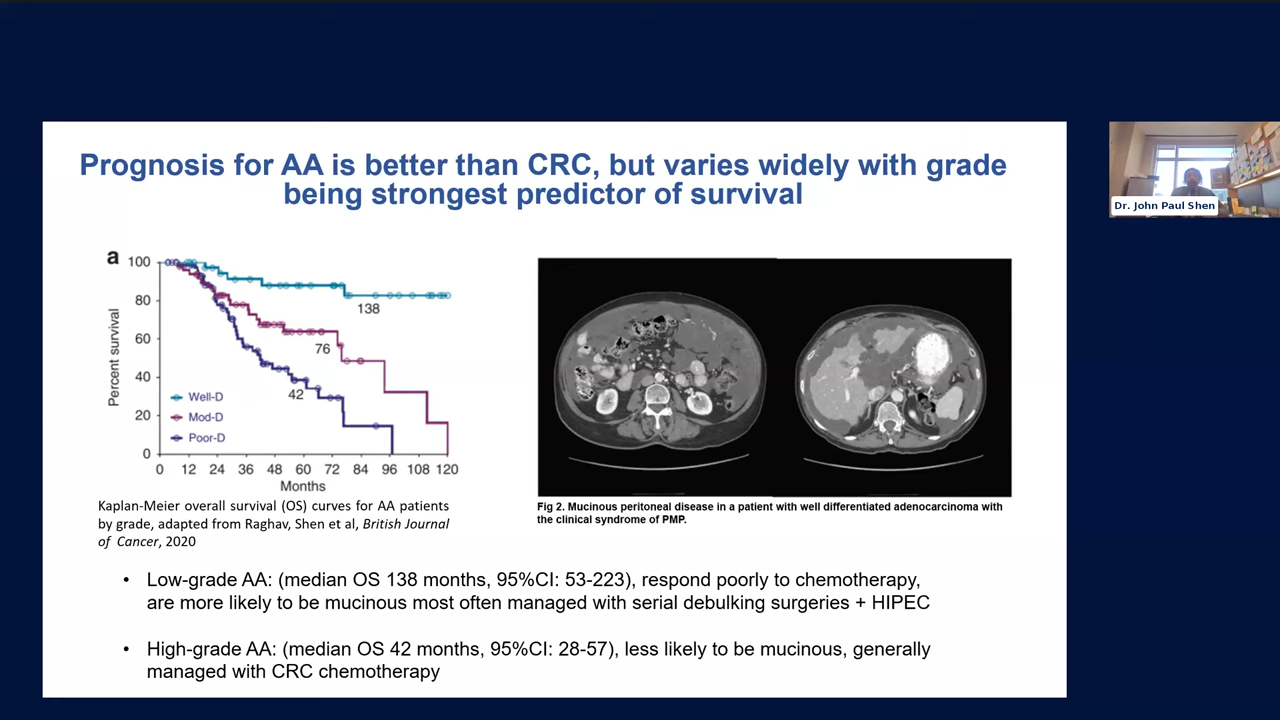 Prognosis for AA is better than CRC, but varies widely with grade
being strongest predictor of survival
Dr. John Paul Shen
a
Percent survival
100
80
60
40
20
0
138
76
42
Well-D
Mod-D
Poor-D
0 12 24 36 48 60 72 84 96 108 120
Months
Kaplan-Meier overall survival (OS) curves for AA patients
by grade, adapted from Raghav, Shen et al, British Journal
of Cancer, 2020
Fig 2. Mucinous peritoneal disease in a patient with well differentiated adenocarcinoma with
the clinical syndrome of PMP.
• Low-grade AA: (median OS 138 months, 95%CI: 53-223), respond poorly to chemotherapy,
are more likely to be mucinous most often managed with serial debulking surgeries + HIPEC
• High-grade AA: (median OS 42 months, 95%CI: 28-57), less likely to be mucinous, generally
managed with CRC chemotherapy